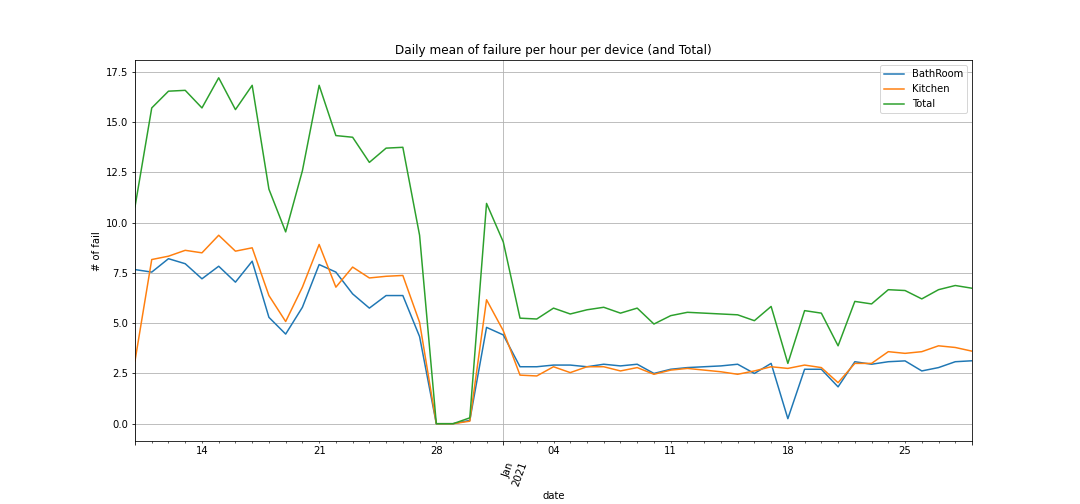 Daily mean of failure per hour per device (and Total)
17.5
15.0
12.5
10.0
7.5
5.0
2.5
0.0
# of fail
BathRoom
Kitchen
Total
14
21
28
Jan
2021
04
11
18
25
date